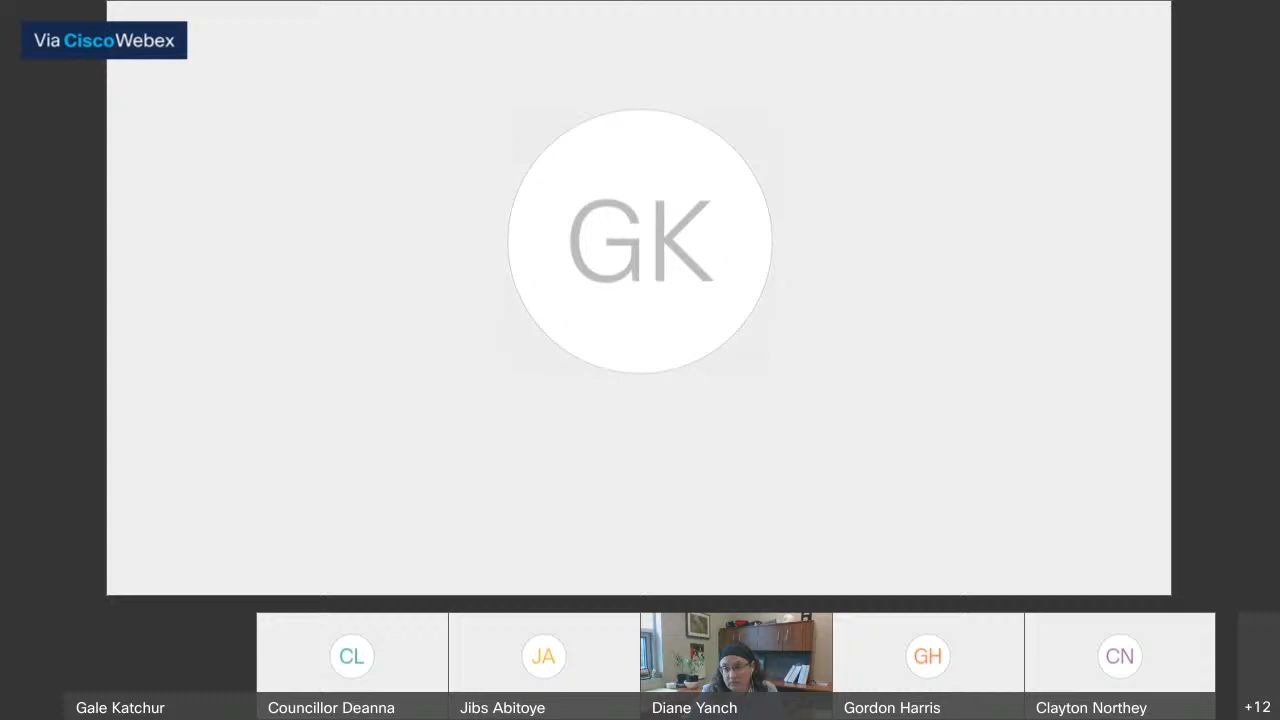 Via CiscoWebex
GK
CL
JA
GH
CN
Gale Katchur
Councillor Deanna
Jibs Abitoye
Diane Yanch
Gordon Harris
Clayton Northey
+12